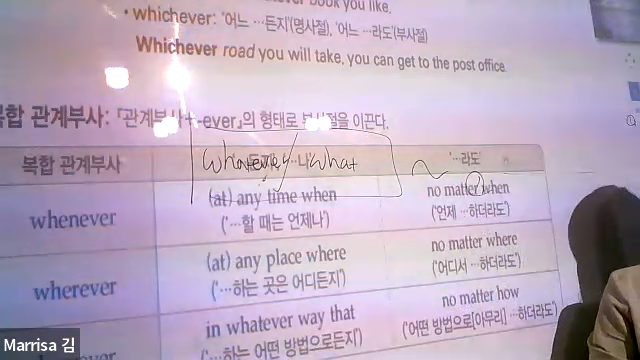 book you like.
• whichever: '어느 …든지'(명사절), '어느 …라도'(부사절)
Whichever road you will take, you can get to the post office.
복합 관계부사: 「관계부사+-ever」의 형태로 부사절을 이끈다.
복합 관계부사
whatever / what
'…라도'
whenever
(at) any time when
('…할 때는 언제나')
no matter when
('언제 …하더라도')
wherever
(at) any place where
('…하는 곳은 어디든지')
no matter where
('어디서 …하더라도')
in whatever way that
('…하는 어떤 방법으로든지')
no matter how
('어떤 방법으로[아무리] …하더라도')
Marrisa 김